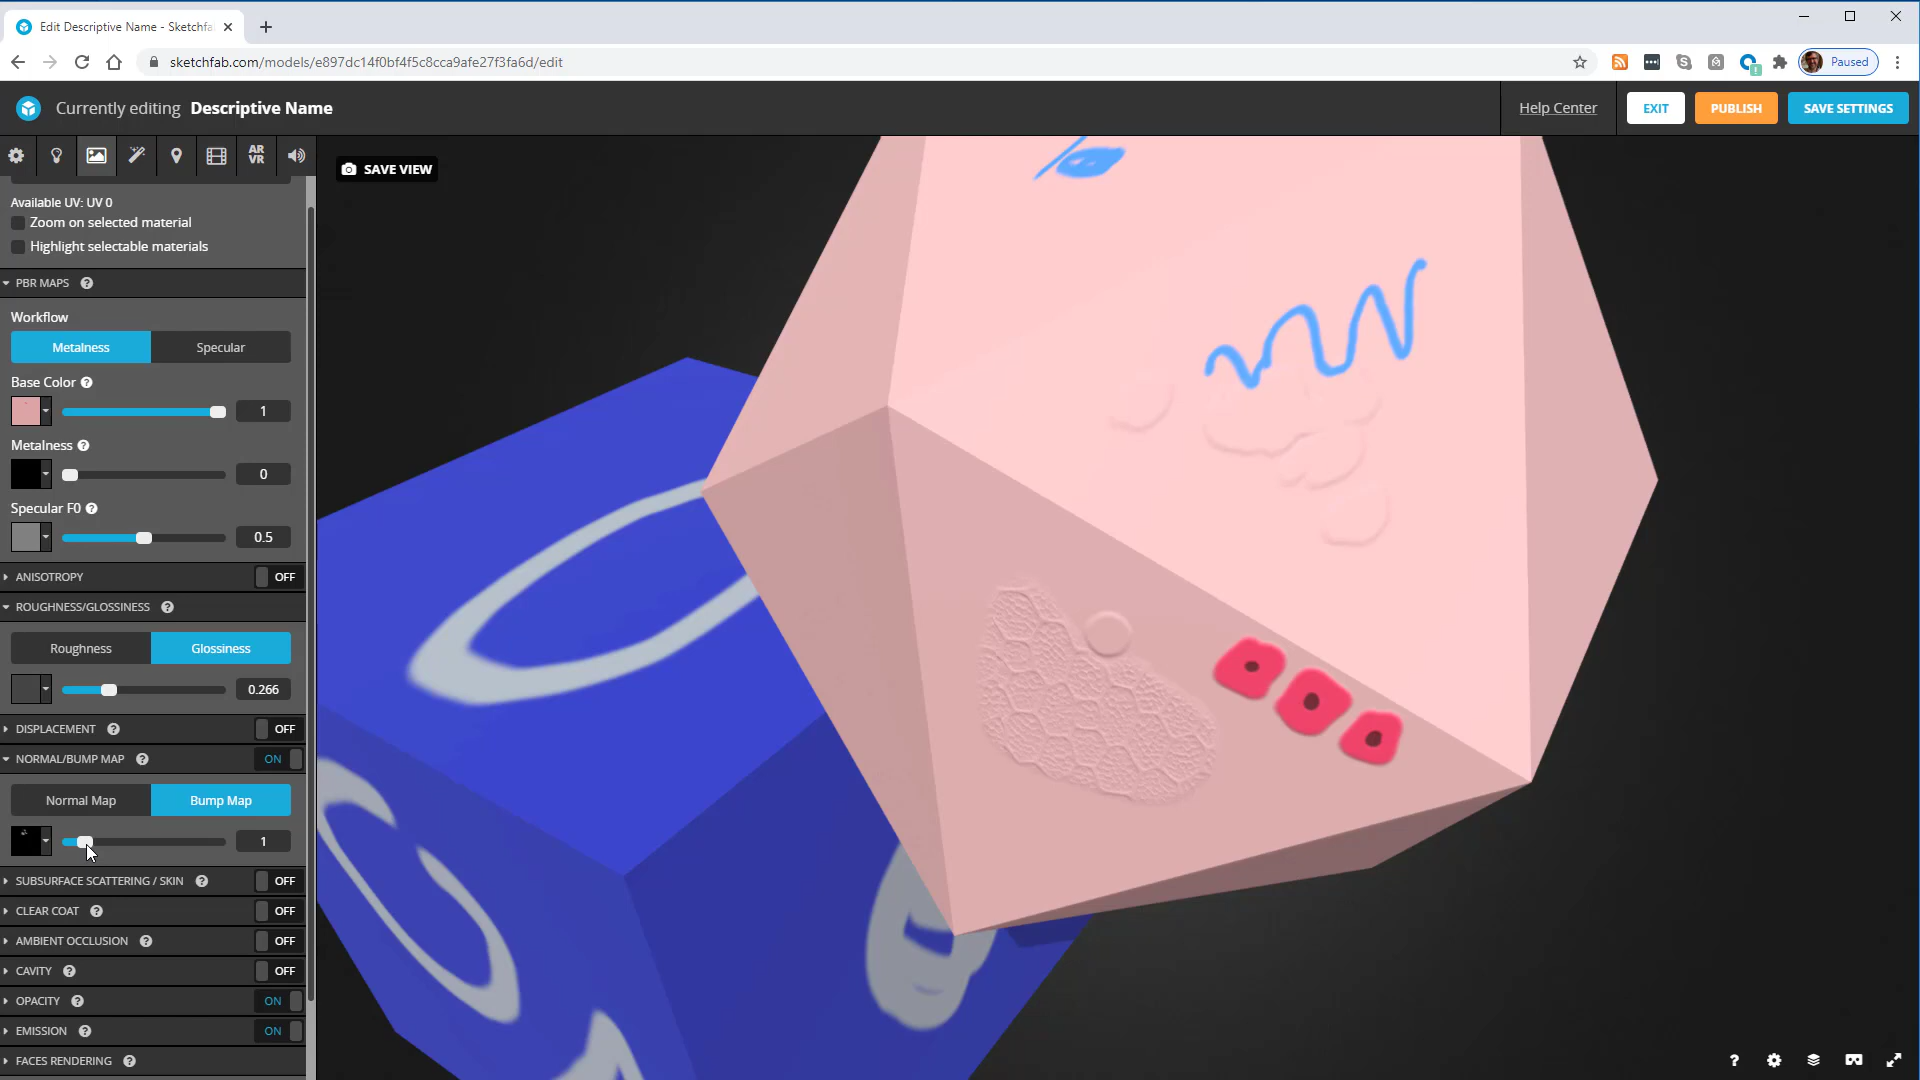 Edit Descriptive Name - Sketchfa
sketchfab.com/models/e897dc14f0bf4f5c8cca9afe27f3fa6d/edit
Paused
Currently editing Descriptive Name
Help Center
EXIT
PUBLISH
SAVE SETTINGS
AR
VR
SAVE VIEW
Available UV: UV 0
Zoom on selected material
Highlight selectable materials
PBR MAPS
Workflow
Metalness Specular
Base Color
1
Metalness
0
Specular F0
0.5
ANISOTROPY OFF
ROUGHNESS/GLOSSINESS
Roughness Glossiness
0.266
DISPLACEMENT OFF
NORMAL/BUMP MAP ON
Normal Map Bump Map
1
SUBSURFACE SCATTERING / SKIN OFF
CLEAR COAT OFF
AMBIENT OCCLUSION OFF
CAVITY OFF
OPACITY ON
EMISSION ON
FACES RENDERING